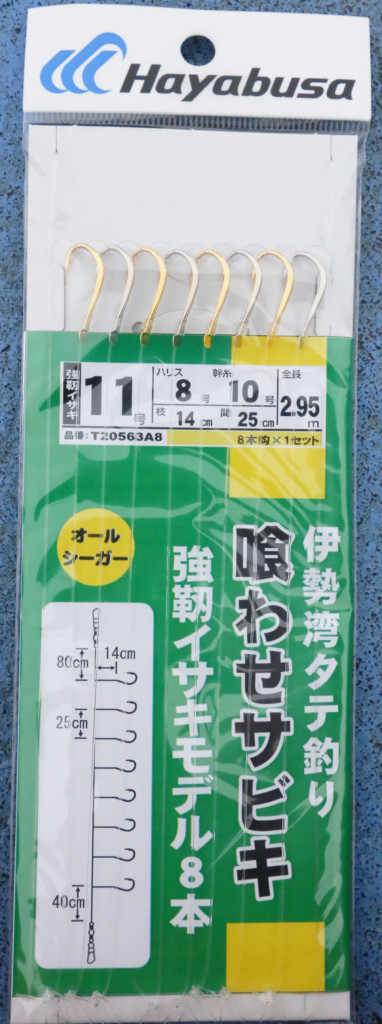 Hayabusa
強靭イサキ 11号
ハリス 8号 幹糸 10号 全長 2.95m
枝 14cm 間 25cm
品番:T20563A8 8本鈎×1セット
オール
シーガー
伊勢湾タテ釣り
喰わせサビキ
強靭イサキモデル8本
80cm
14cm
25cm
40cm